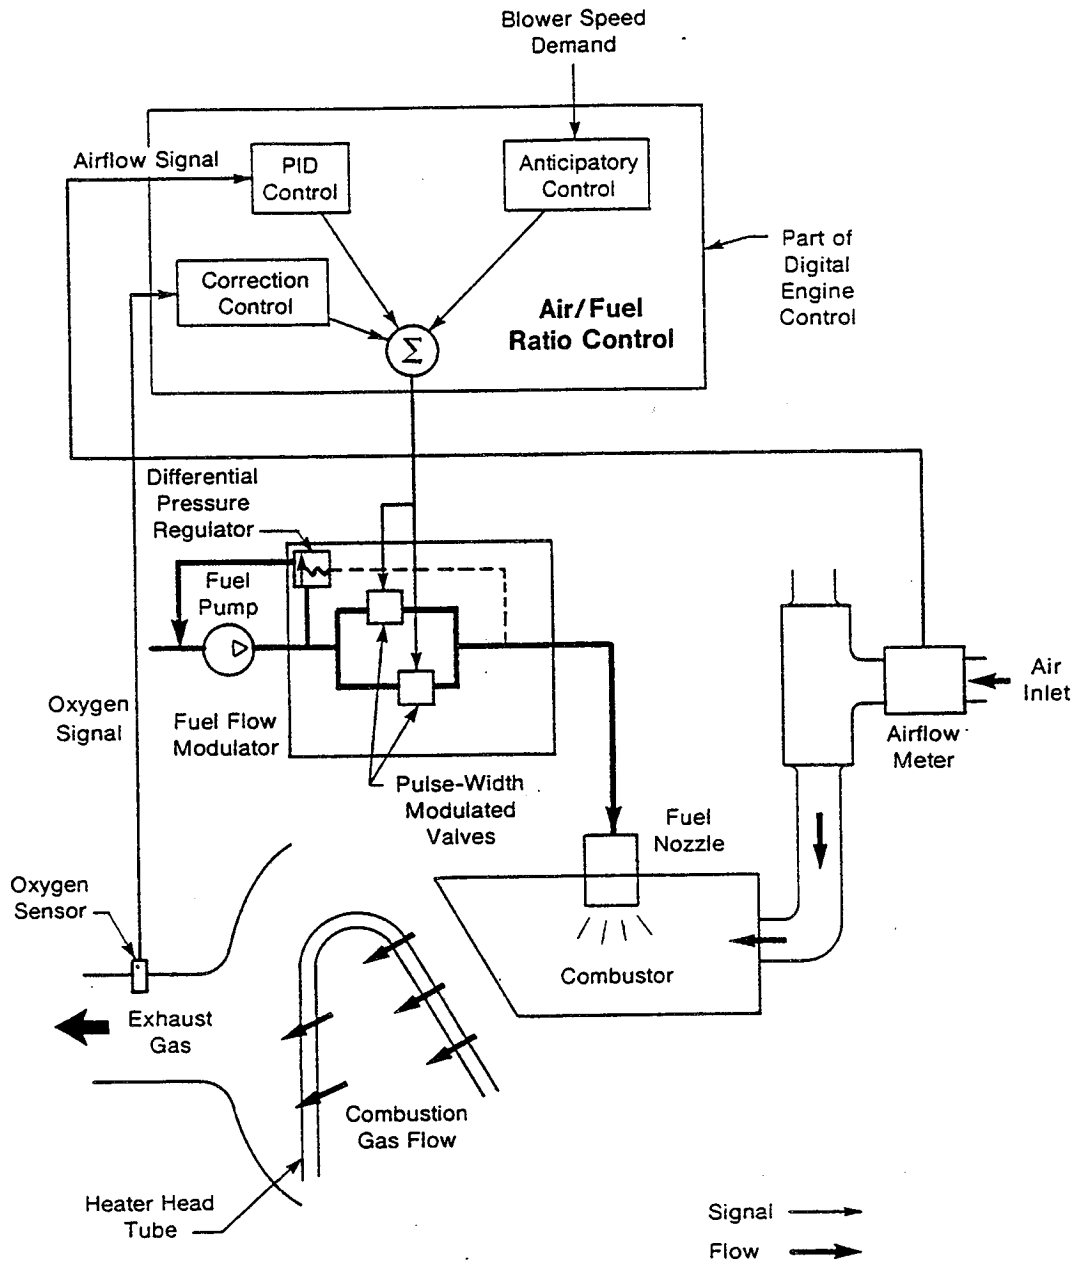 Blower Speed
Demand
Airflow Signal
PID
Control
Anticipatory
Control
Part of
Digital
Engine
Control
Correction
Control
Air/Fuel
Ratio Control
Σ
Differential
Pressure
Regulator
Fuel
Pump
Oxygen
Signal
Fuel Flow
Modulator
Air
Inlet
Airflow
Meter
Pulse-Width
Modulated
Valves
Fuel
Nozzle
Oxygen
Sensor
Combustor
Exhaust
Gas
Combustion
Gas Flow
Heater Head
Tube
Signal
Flow